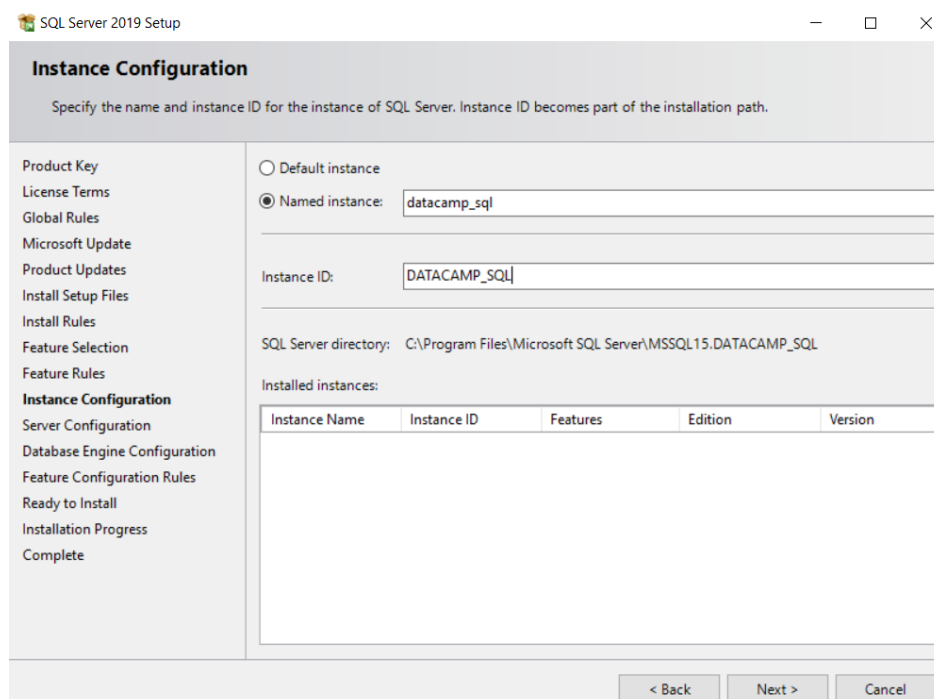 SQL Server 2019 Setup
Instance Configuration
Specify the name and instance ID for the instance of SQL Server. Instance ID becomes part of the installation path.
Product Key
License Terms
Global Rules
Microsoft Update
Product Updates
Install Setup Files
Install Rules
Feature Selection
Feature Rules
Instance Configuration
Server Configuration
Database Engine Configuration
Feature Configuration Rules
Ready to Install
Installation Progress
Complete
Default instance
Named instance: datacamp_sql
Instance ID: DATACAMP_SQL
SQL Server directory: C:\Program Files\Microsoft SQL Server\MSSQL15.DATACAMP_SQL
Installed instances:
Instance Name Instance ID Features Edition Version
< Back Next > Cancel